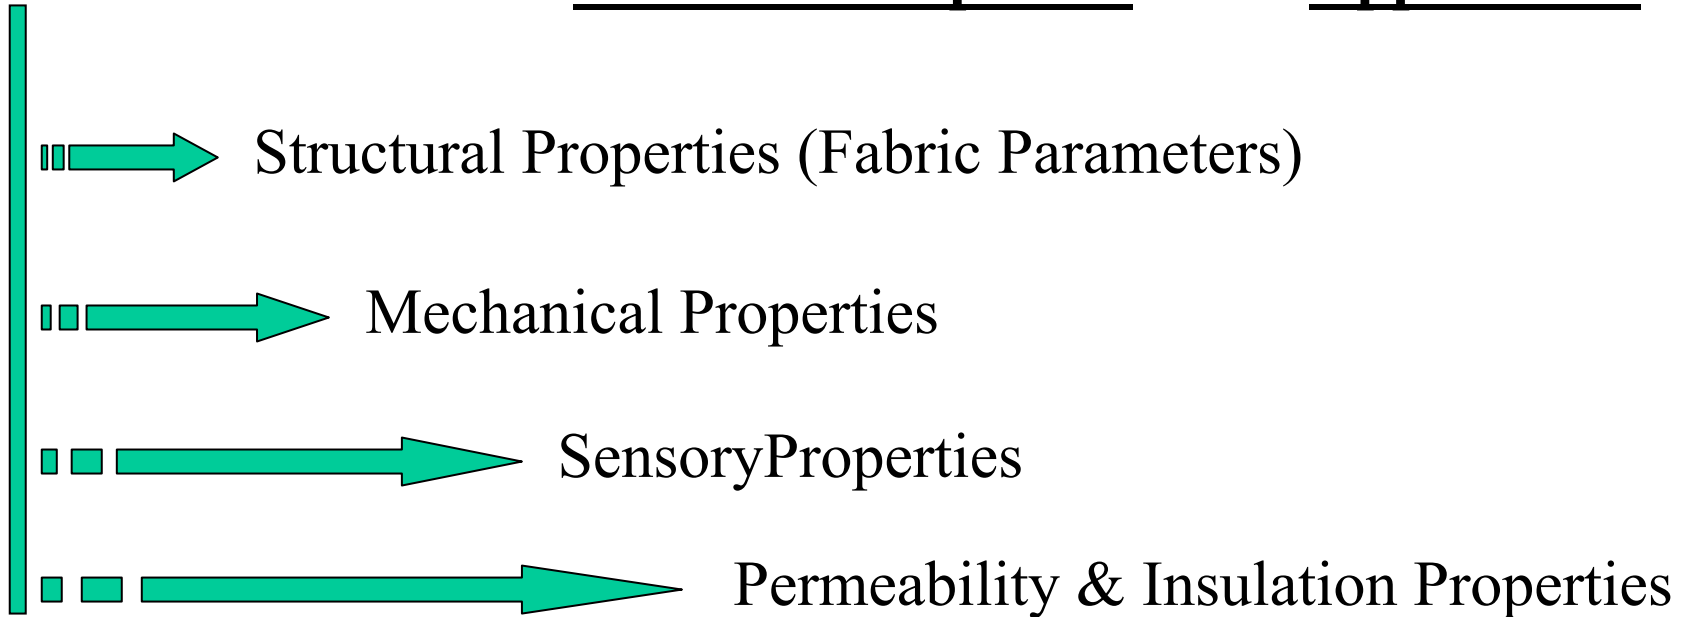 Structural Properties (Fabric Parameters)
Mechanical Properties
SensoryProperties
Permeability & Insulation Properties